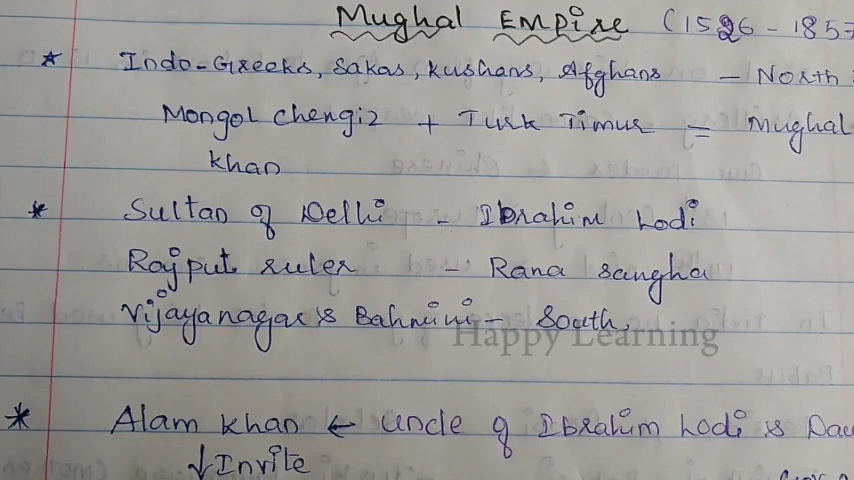 Mughal EMPire (1526 - 1857
* Indo-Greeks, Sakas, Kushans, Afghans - North
Mongol Chengiz + Turk Timur = Mughal
Khan
* Sultan of Delhi - Ibrahim Lodi
Rajput ruler - Rana Sangha
Vijayanagar & Bahmini - South,
Happy Learning
* Alam Khan ← Uncle of Ibrahim Lodi & Dau
↓ Invite